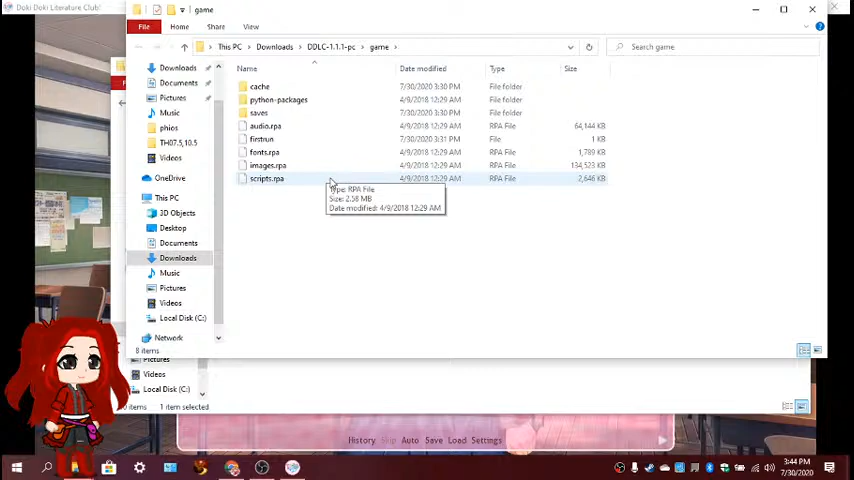 Doki Doki Literature Club!
game
File Home Share View
This PC > Downloads > DDLC-1.1.1-pc > game >
Search game
Name Date modified Type Size
Downloads
Documents
Pictures
Music
phios
TH07.5,10.5
Videos
OneDrive
This PC
3D Objects
Desktop
Documents
Downloads
Music
Pictures
Videos
Local Disk (C:)
Network
cache 7/30/2020 3:30 PM File folder
python-packages 4/9/2018 12:29 AM File folder
saves 7/30/2020 3:30 PM File folder
audio.rpa 4/9/2018 12:29 AM RPA File 64,144 KB
firstrun 7/30/2020 3:31 PM File 1 KB
fonts.rpa 4/9/2018 12:29 AM RPA File 1,789 KB
images.rpa 4/9/2018 12:29 AM RPA File 134,523 KB
scripts.rpa 4/9/2018 12:29 AM RPA File 2,646 KB
Type: RPA File
Size: 2.58 MB
Date modified: 4/9/2018 12:29 AM
8 items
Pictures
Videos
Local Disk (C:)
items 1 item selected
History Skip Auto Save Load Settings
3:44 PM
7/30/2020